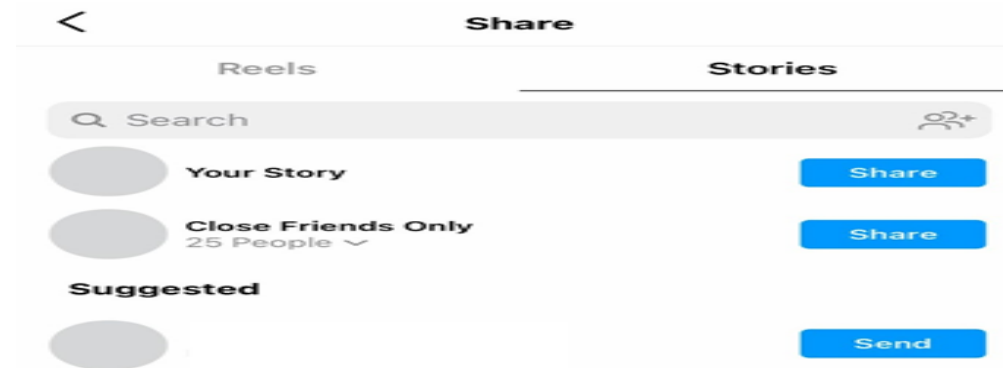 Share
Reels Stories
Search
Your Story Share
Close Friends Only
25 People
Share
Suggested
Send